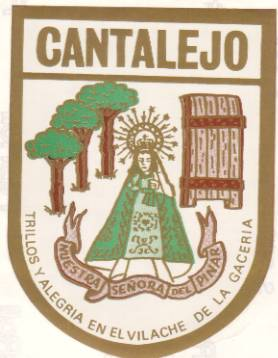 CANTALEJO
NUESTRA SEÑORA DEL PINAR
TRILLOS Y ALEGRIA EN EL VILACHE DE LA GACERIA